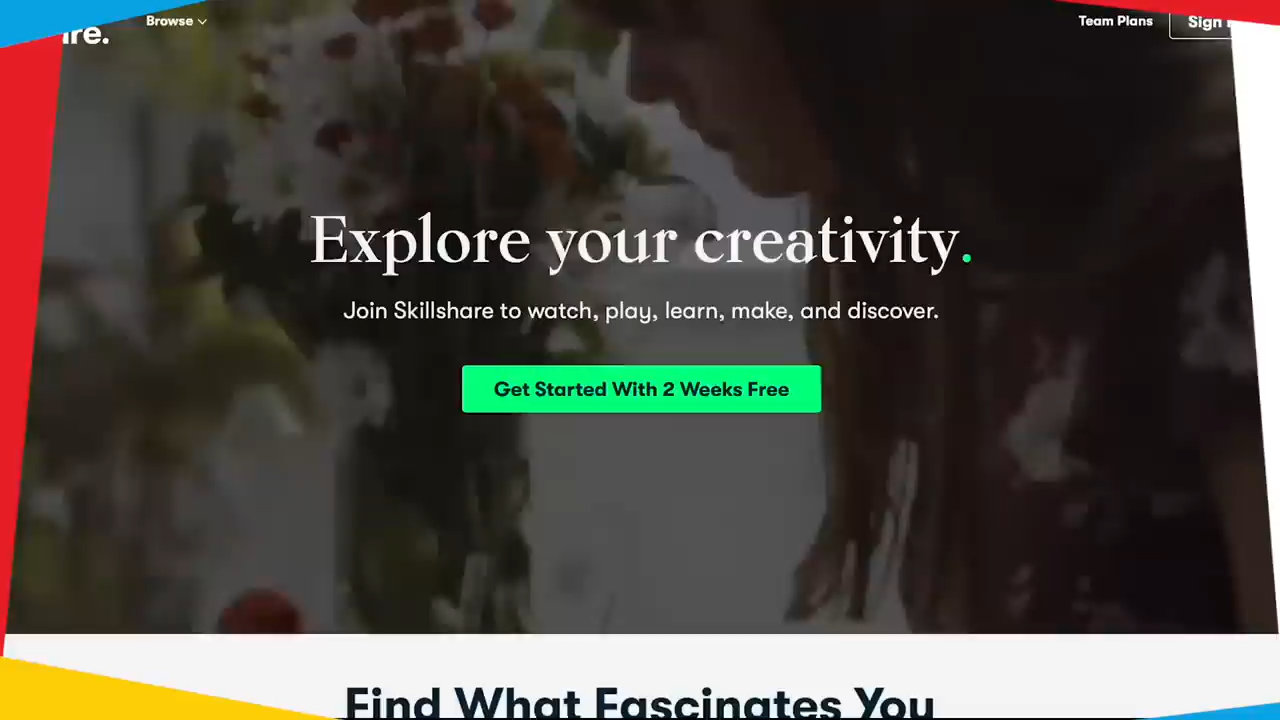 Browse
Team Plans
Sign
Explore your creativity.
Join Skillshare to watch, play, learn, make, and discover.
Get Started With 2 Weeks Free
Find What Fascinates You